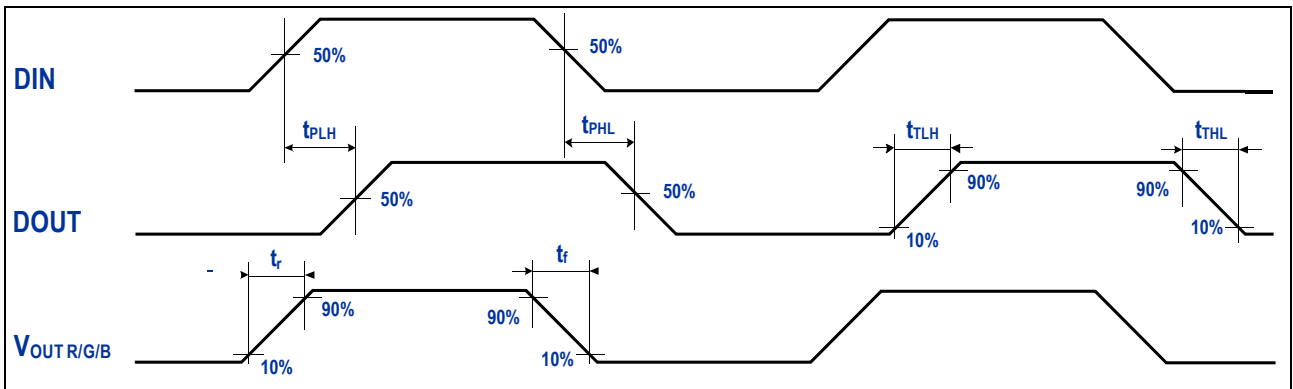 DIN
50%
50%
tPLH
tPHL
tTLH
tTHL
DOUT
50%
50%
90%
10%
90%
10%
tr
tf
VOUT R/G/B
10%
90%
90%
10%